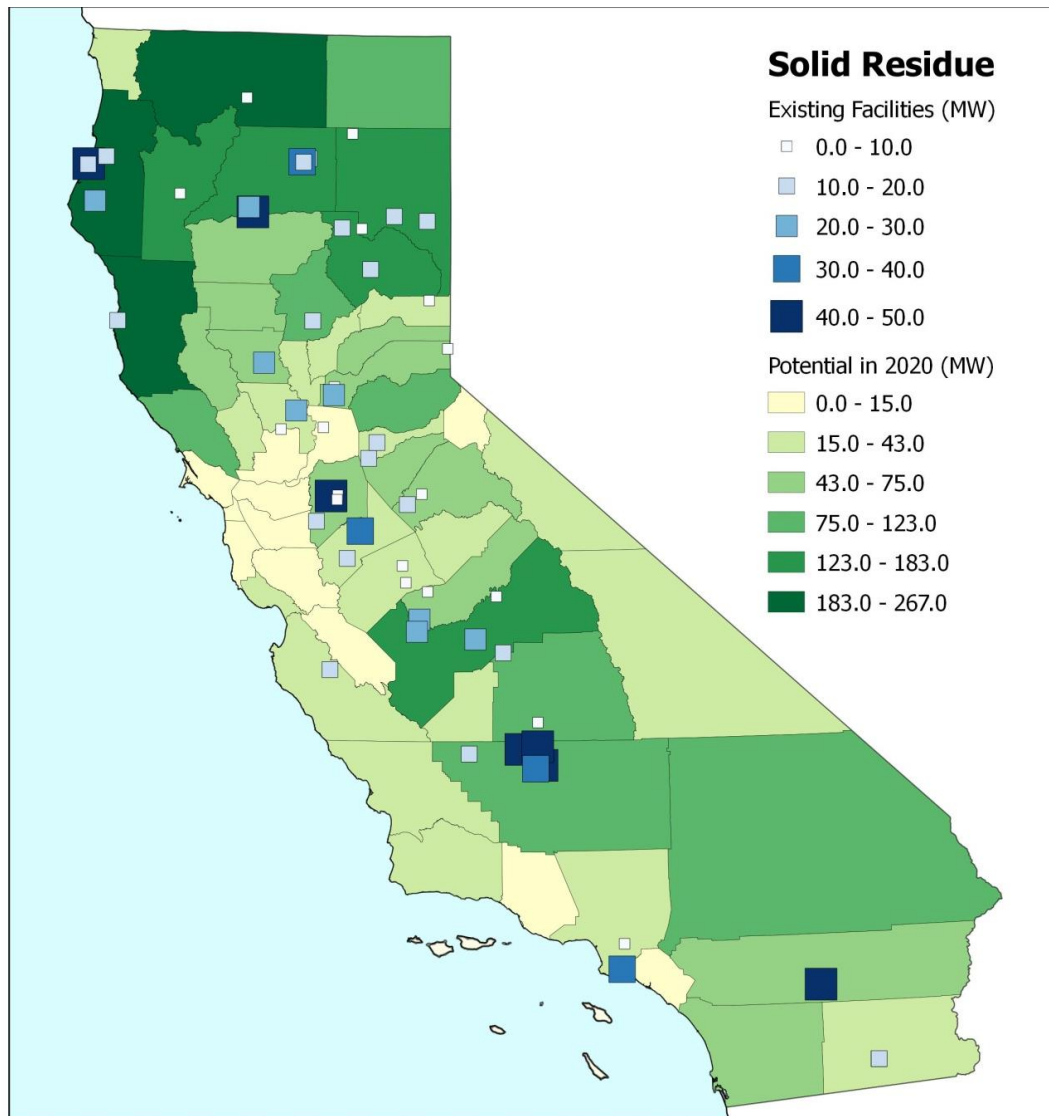 Solid Residue
Existing Facilities (MW)
0.0 - 10.0
10.0 - 20.0
20.0 - 30.0
30.0 - 40.0
40.0 - 50.0
Potential in 2020 (MW)
0.0 - 15.0
15.0 - 43.0
43.0 - 75.0
75.0 - 123.0
123.0 - 183.0
183.0 - 267.0